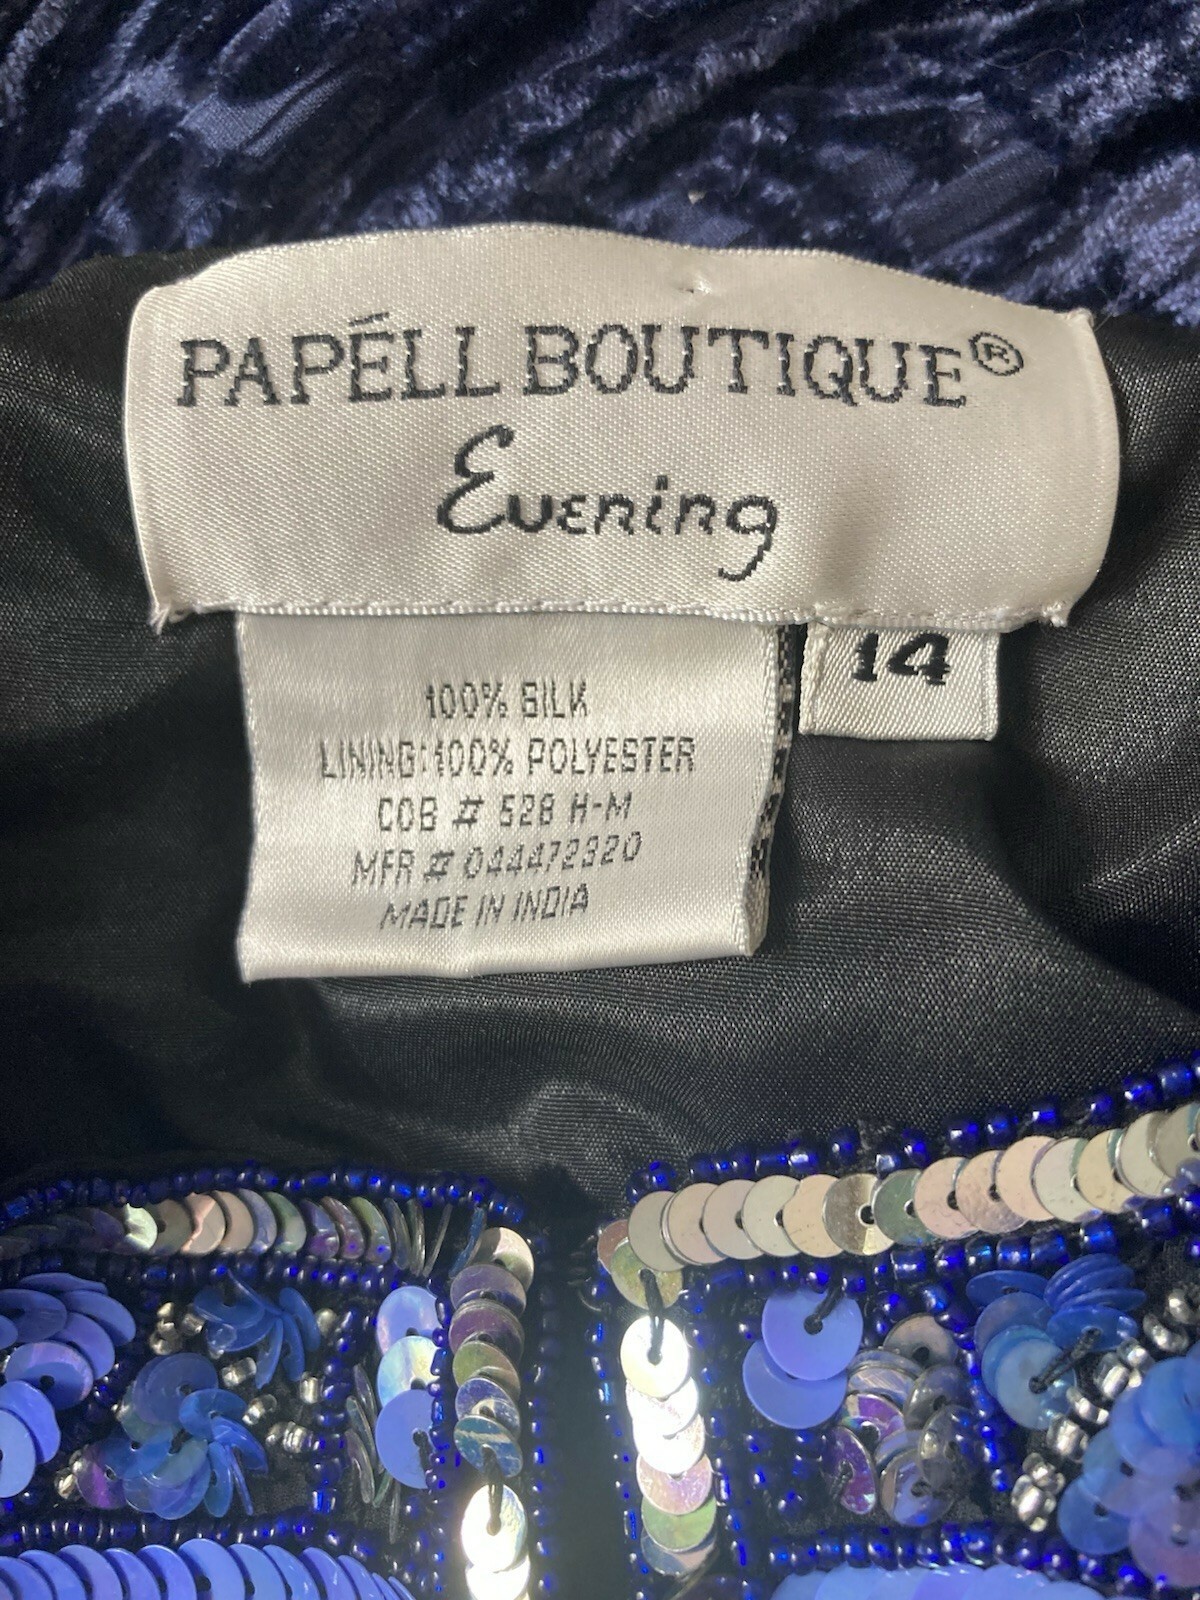 PAPÉLL BOUTIQUE®
Evening
14
100% SILK
LINING:100% POLYESTER
COB # 528 H-M
MFR # 044472320
MADE IN INDIA